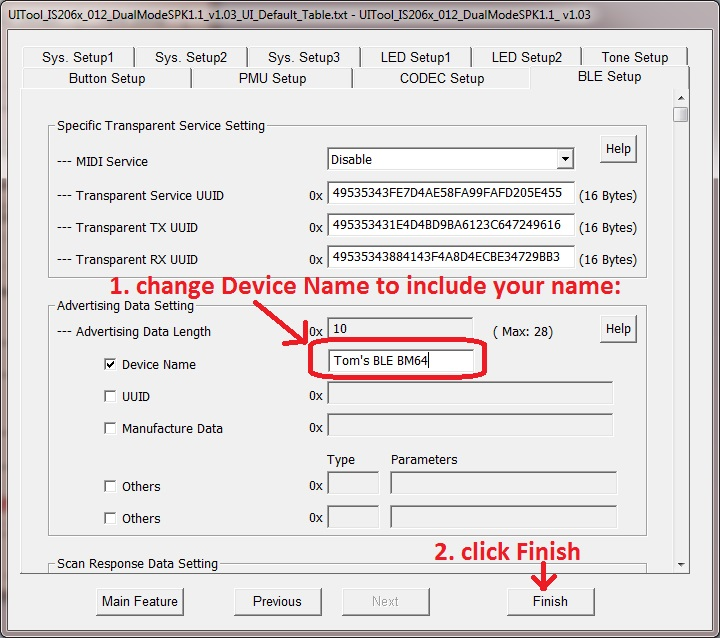 UITool_IS206x_012_DualModeSPK1.1_v1.03_UI_Default_Table.txt - UITool_IS206x_012_DualModeSPK1.1_ v1.03
Sys. Setup1 Sys. Setup2 Sys. Setup3 LED Setup1 LED Setup2 Tone Setup
Button Setup PMU Setup CODEC Setup BLE Setup
Specific Transparent Service Setting
--- MIDI Service Disable Help
--- Transparent Service UUID 0x 49535343FE7D4AE58FA99FAFD205E455 (16 Bytes)
--- Transparent TX UUID 0x 495353431E4D4BD9BA6123C647249616 (16 Bytes)
--- Transparent RX UUID 0x 49535343884143F4A8D4ECBE34729BB3 (16 Bytes)
1. change Device Name to include your name:
Advertising Data Setting
--- Advertising Data Length 0x 10 ( Max: 28) Help
Device Name Tom's BLE BM64
UUID 0x
Manufacture Data 0x
Type Parameters
Others 0x
Others 0x
2. click Finish
Scan Response Data Setting
Main Feature Previous Next Finish